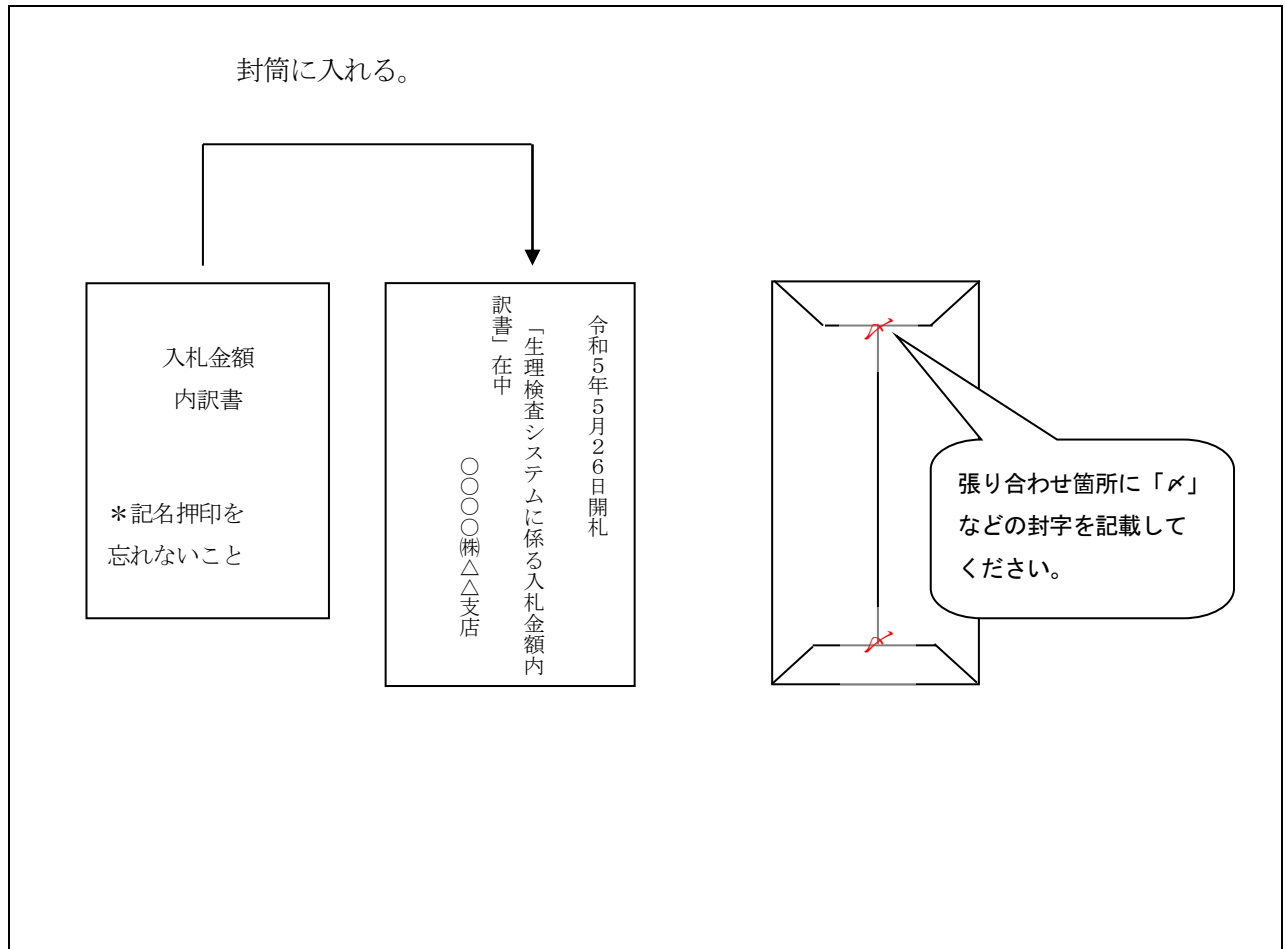 封筒に入れる。
入札金額
内訳書
＊記名押印を
忘れないこと
令和５年５月２６日開札
「生理検査システムに係る入札金額内
訳書」在中
○○○○㈱△△支店
〆
張り合わせ箇所に「〆」
などの封字を記載して
ください。
〆